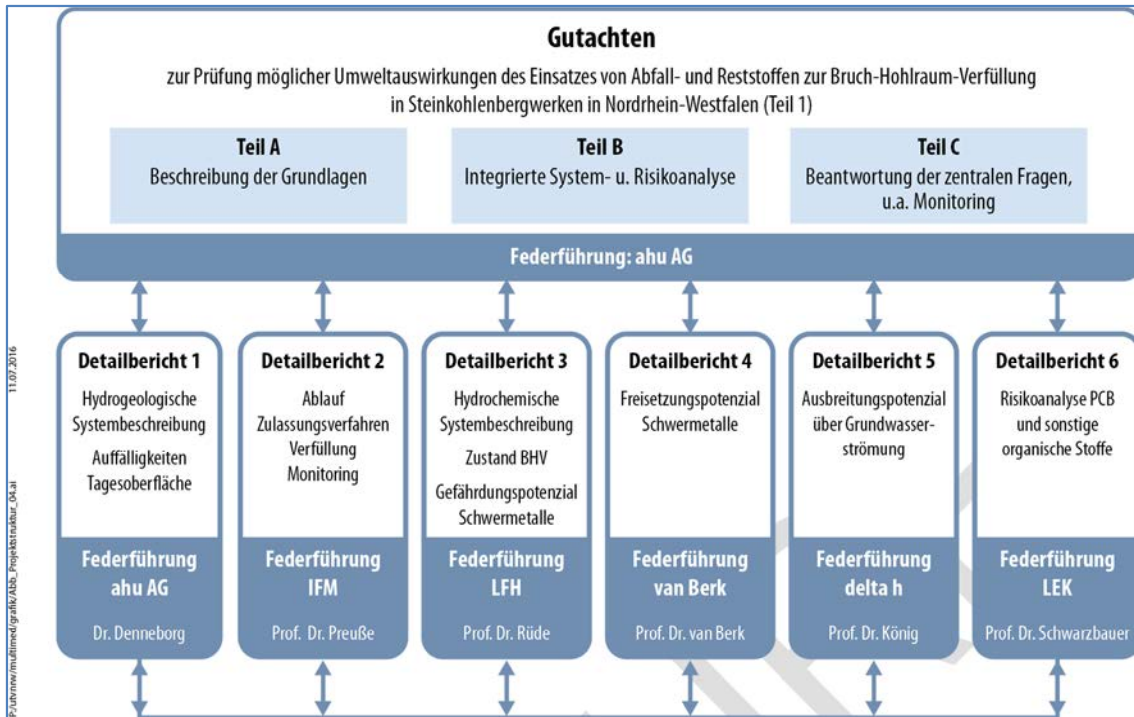 Gutachten
zur Prüfung möglicher Umweltauswirkungen des Einsatzes von Abfall- und Reststoffen zur Bruch-Hohlraum-Verfüllung
in Steinkohlenbergwerken in Nordrhein-Westfalen (Teil 1)
Teil A
Beschreibung der Grundlagen
Teil B
Integrierte System- u. Risikoanalyse
Teil C
Beantwortung der zentralen Fragen,
u.a. Monitoring
Federführung: ahu AG
Detailbericht 1
Hydrogeologische
Systembeschreibung
Auffälligkeiten
Tagesoberfläche
Federführung
ahu AG
Dr. Denneborg
Detailbericht 2
Ablauf
Zulassungsverfahren
Verfüllung
Monitoring
Federführung
IFM
Prof. Dr. Preuße
Detailbericht 3
Hydrochemische
Systembeschreibung
Zustand BHV
Gefährdungspotenzial
Schwermetalle
Federführung
LFH
Prof. Dr. Rüde
Detailbericht 4
Freisetzungspotenzial
Schwermetalle
Federführung
van Berk
Prof. Dr. van Berk
Detailbericht 5
Ausbreitungspotenzial
über Grundwasser-
strömung
Federführung
delta h
Prof. Dr. König
Detailbericht 6
Risikoanalyse PCB
und sonstige
organische Stoffe
Federführung
LEK
Prof. Dr. Schwarzbauer
P:/utvnrw/multimed/grafik/Abb_Projektstruktur_04.ai 11.07.2016